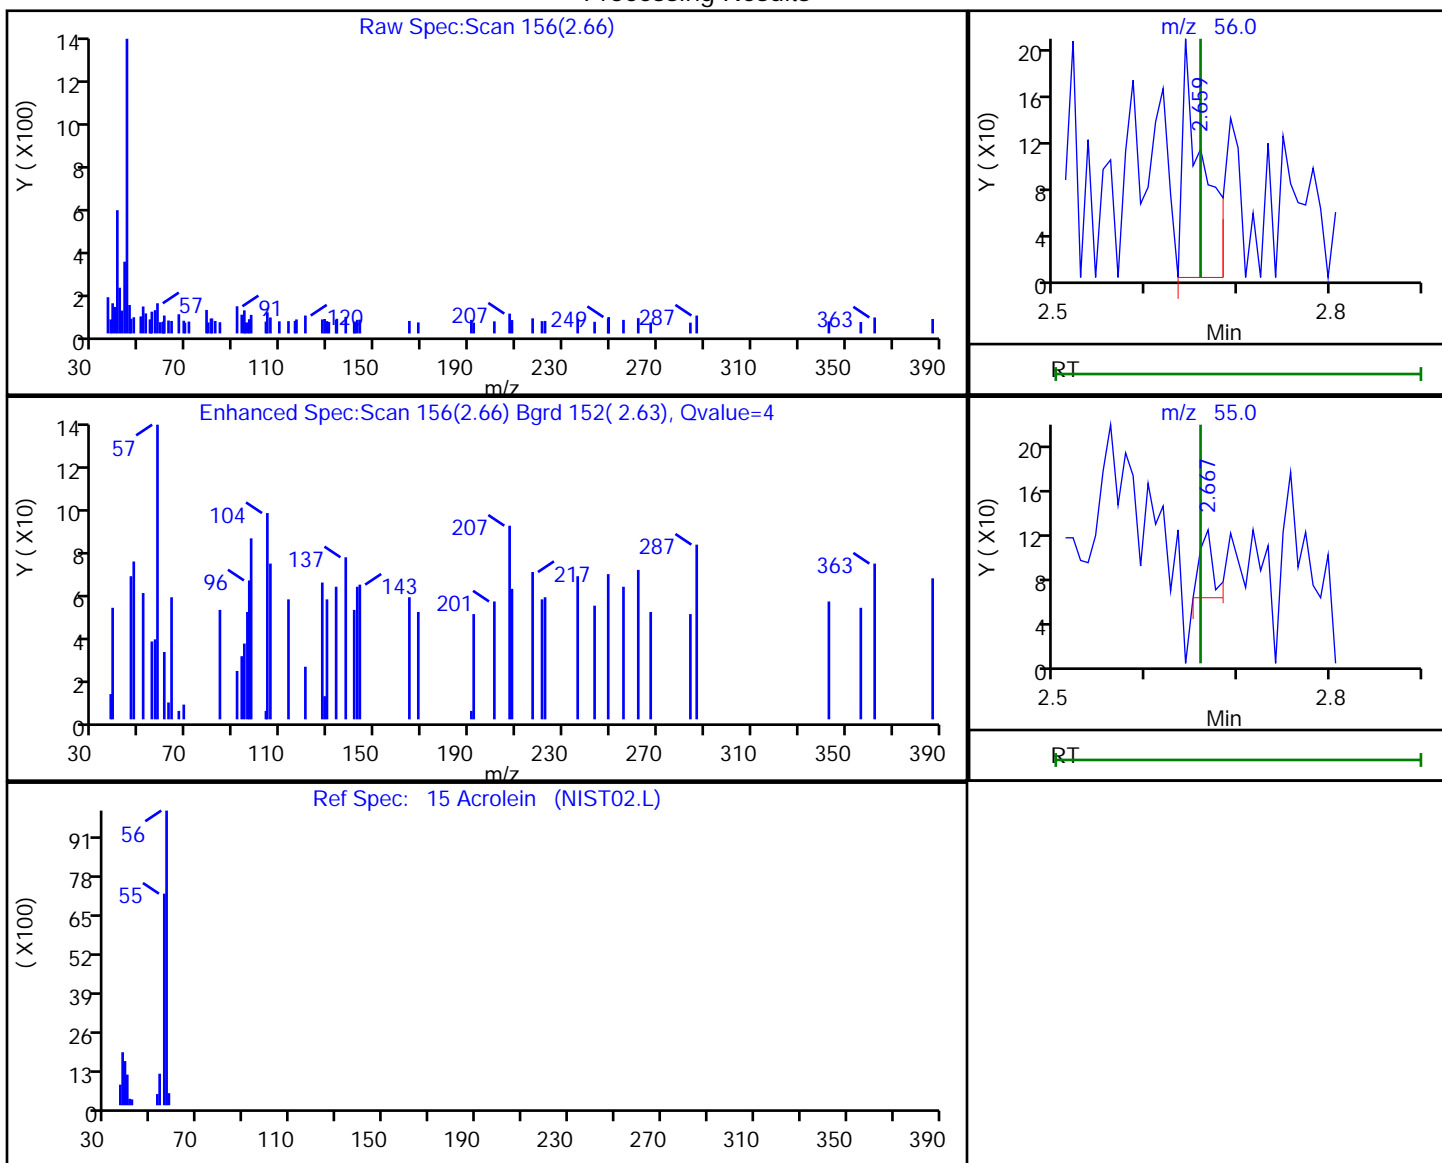 Processing Results
Raw Spec:Scan 156(2.66)
Y ( X100)
14
12
10
8
6
4
2
0
57
91
120
207
249
287
363
30 70 110 150 190 230 270 310 350 390
m/z
m/z 56.0
Y ( X10)
20
16
12
8
4
0
2.659
2.5 2.8
Min
RT
Enhanced Spec:Scan 156(2.66) Bgrd 152( 2.63), Qvalue=4
Y ( X10)
14
12
10
8
6
4
2
0
57
104
96
137
143
207
201
217
287
363
30 70 110 150 190 230 270 310 350 390
m/z
m/z 55.0
Y ( X10)
20
16
12
8
4
0
2.667
2.5 2.8
Min
RT
Ref Spec: 15 Acrolein (NIST02.L)
( X100)
91
78
65
52
39
26
13
0
56
55
30 70 110 150 190 230 270 310 350 390